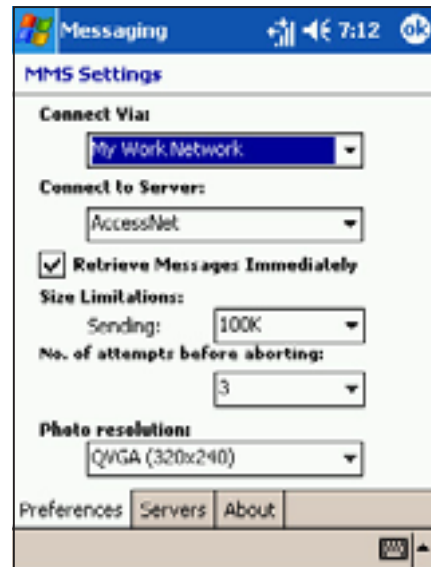 Messaging 7:12 ok
MMS Settings
Connect Via:
My Work Network
Connect to Server:
AccessNet
Retrieve Messages Immediately
Size Limitations:
Sending: 100K
No. of attempts before aborting:
3
Photo resolution:
QVGA (320x240)
Preferences Servers About